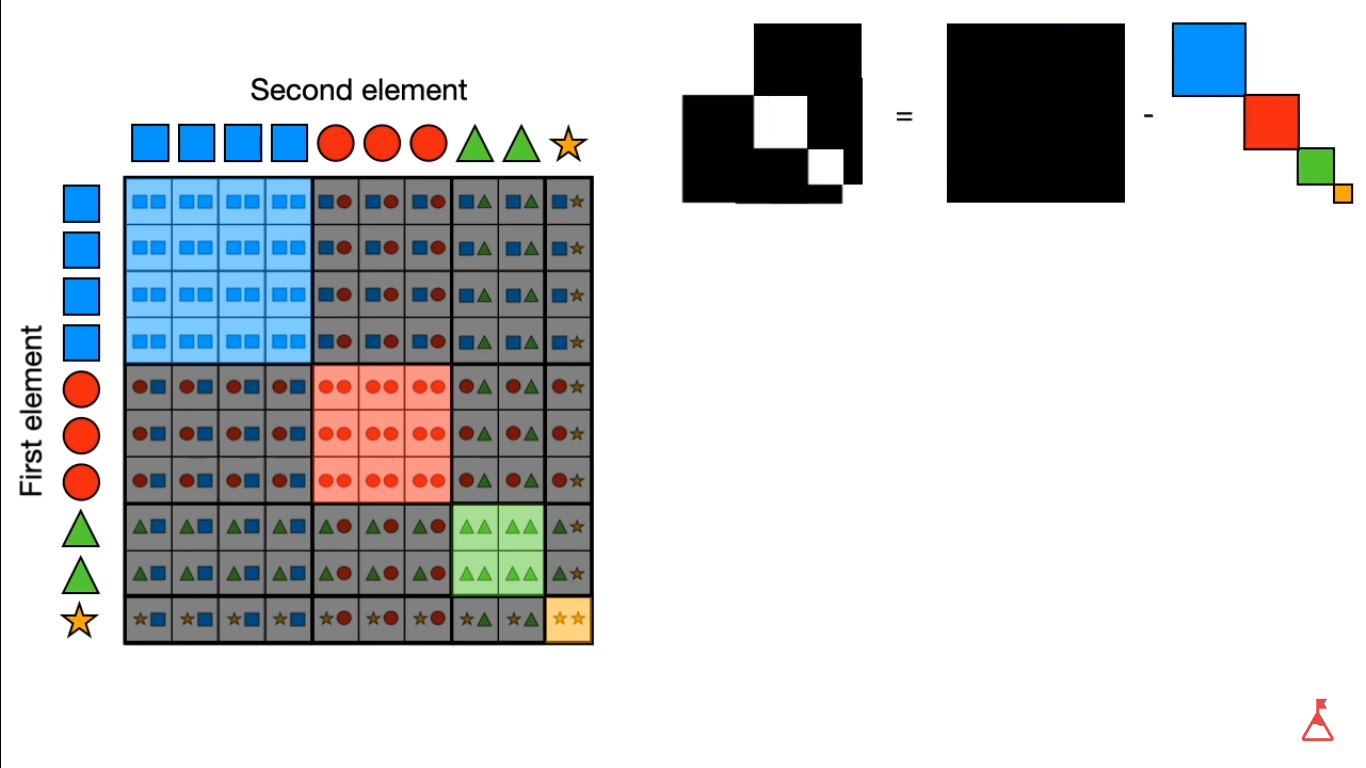 Second element
First element
= -